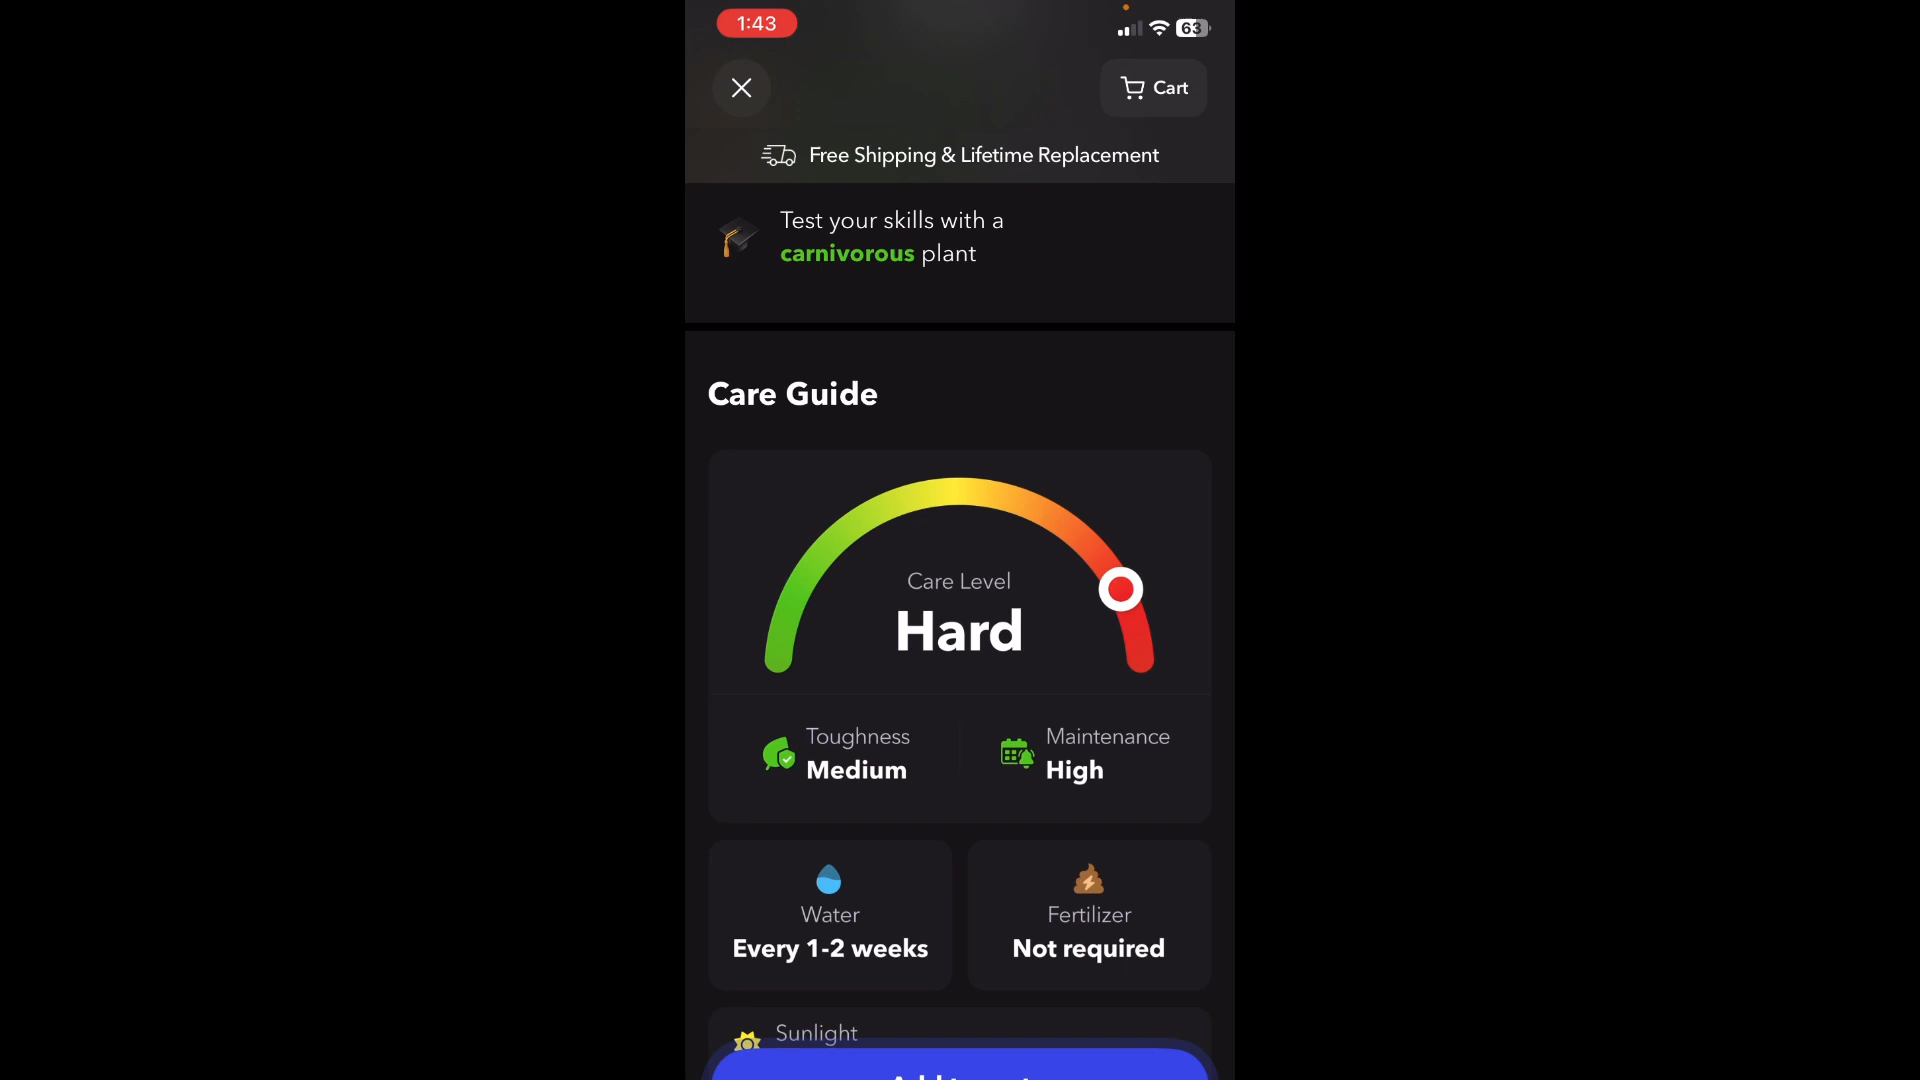 1:43
63
Cart
Free Shipping & Lifetime Replacement
Test your skills with a
carnivorous plant
Care Guide
Care Level
Hard
Toughness
Medium
Maintenance
High
Water
Every 1-2 weeks
Fertilizer
Not required
Sunlight